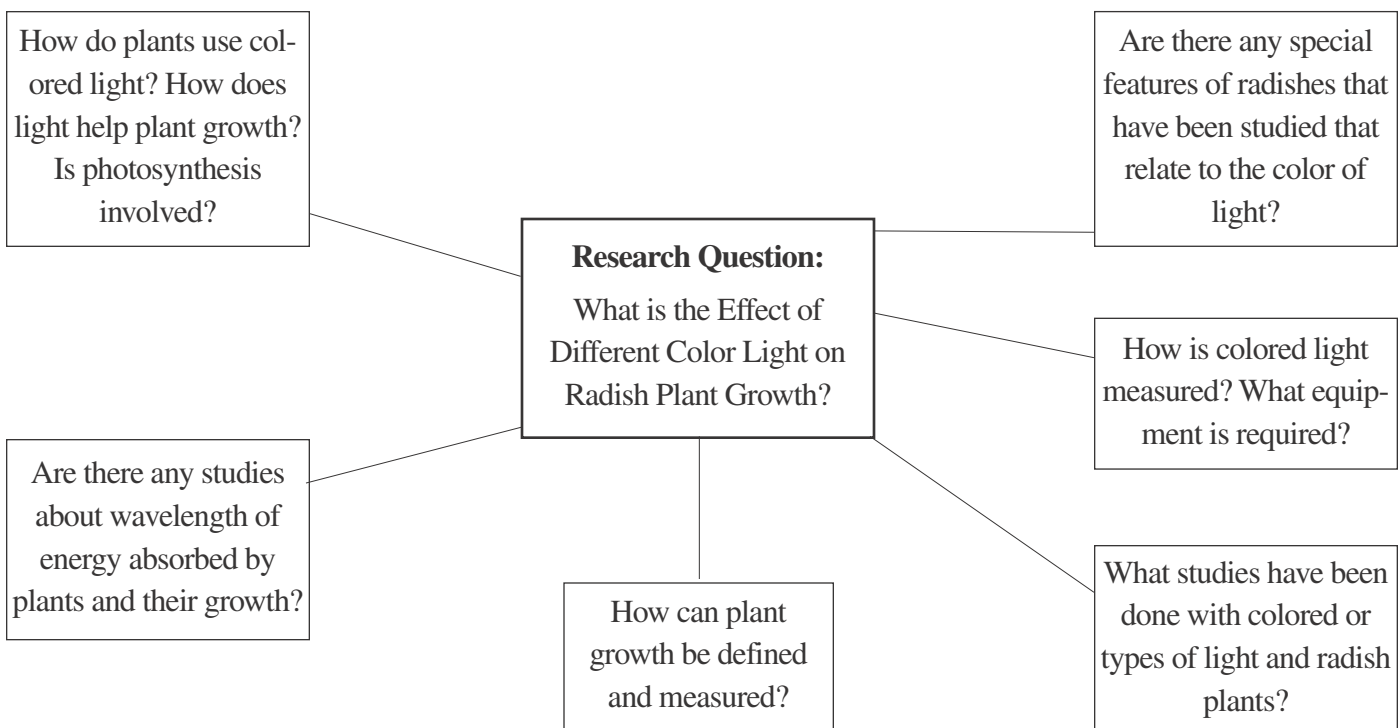 How do plants use col-
ored light? How does
light help plant growth?
Is photosynthesis
involved?
Are there any special
features of radishes that
have been studied that
relate to the color of
light?
Research Question:
What is the Effect of
Different Color Light on
Radish Plant Growth?
How is colored light
measured? What equip-
ment is required?
Are there any studies
about wavelength of
energy absorbed by
plants and their growth?
How can plant
growth be defined
and measured?
What studies have been
done with colored or
types of light and radish
plants?